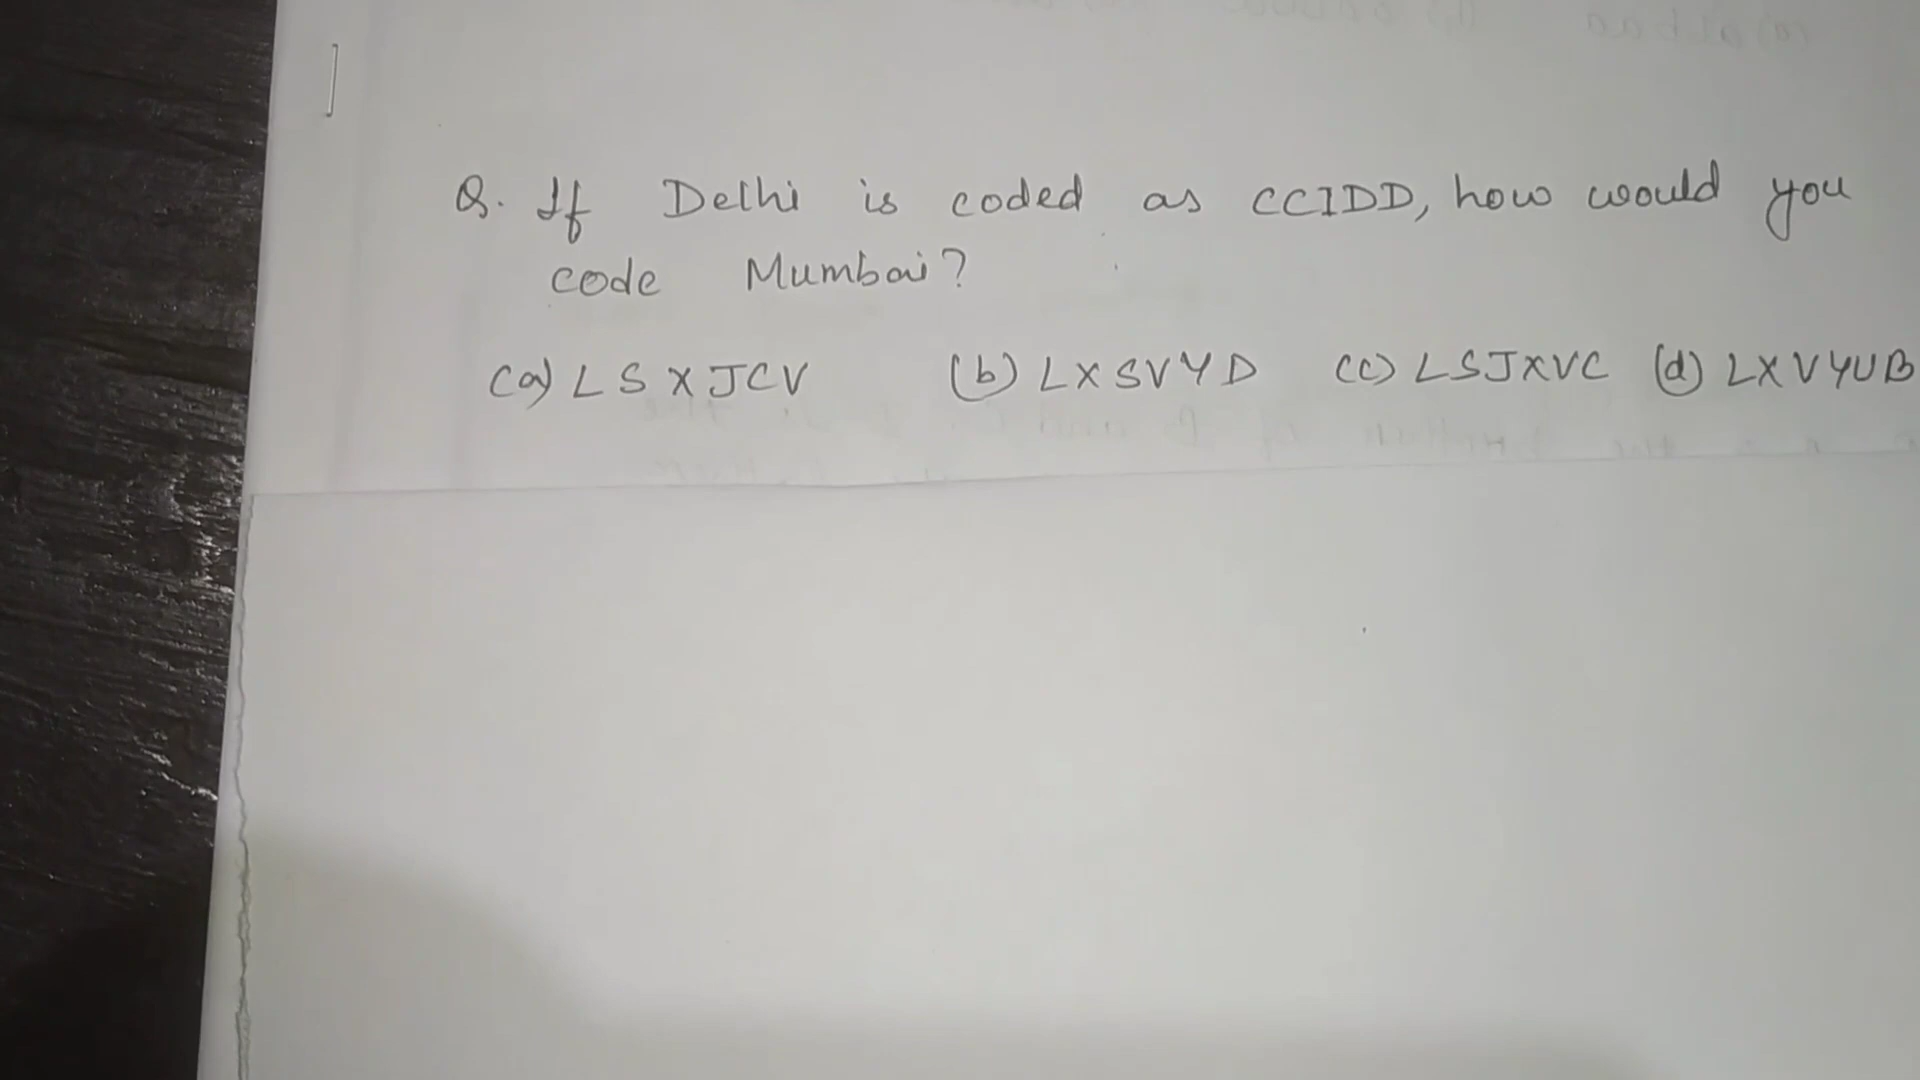 Q. If Delhi is coded as CCIDD, how would you
code Mumbai?
(a) LSXJCV (b) LXSVYD (c) LSJXVC (d) LXVYUB